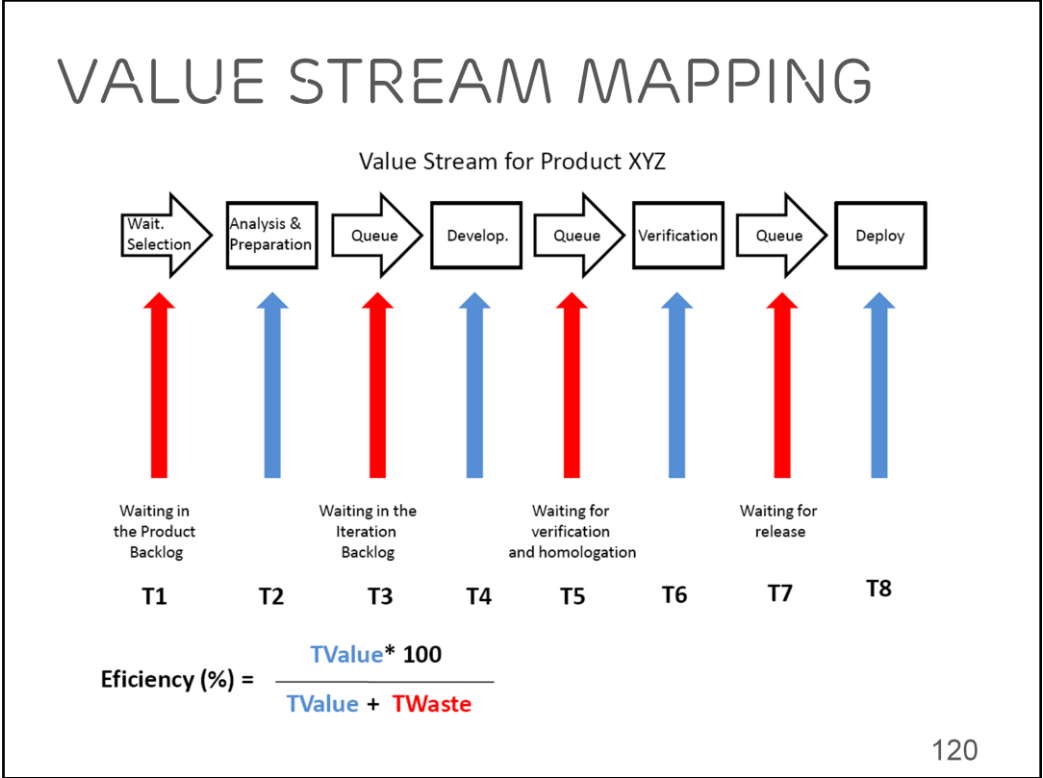 VALUE STREAM MAPPING
Value Stream for Product XYZ
Wait.
Selection
Analysis &
Preparation
Queue
Develop.
Queue
Verification
Queue
Deploy
Waiting in
the Product
Backlog
Waiting in the
Iteration
Backlog
Waiting for
verification
and homologation
Waiting for
release
T1 T2 T3 T4 T5 T6 T7 T8
Eficiency (%) =
TValue* 100
TValue + TWaste
120